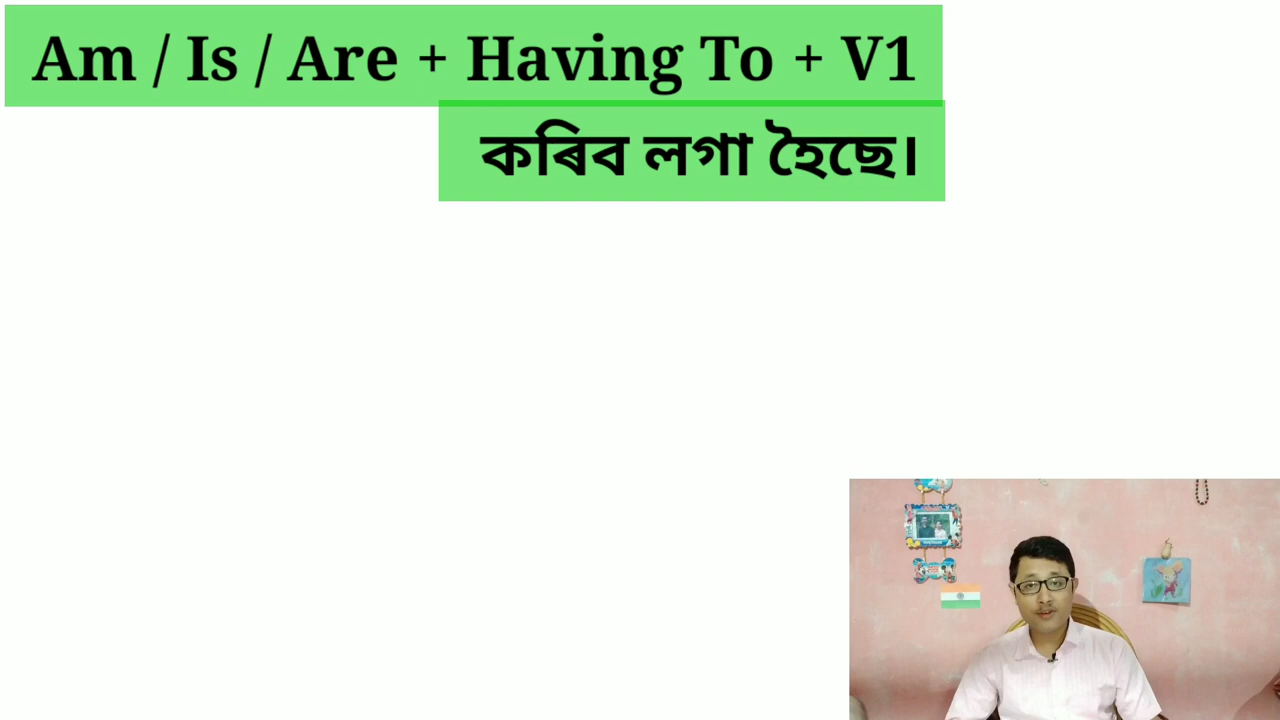 Am / Is / Are + Having To + V1
কৰিব লগা হৈছে।